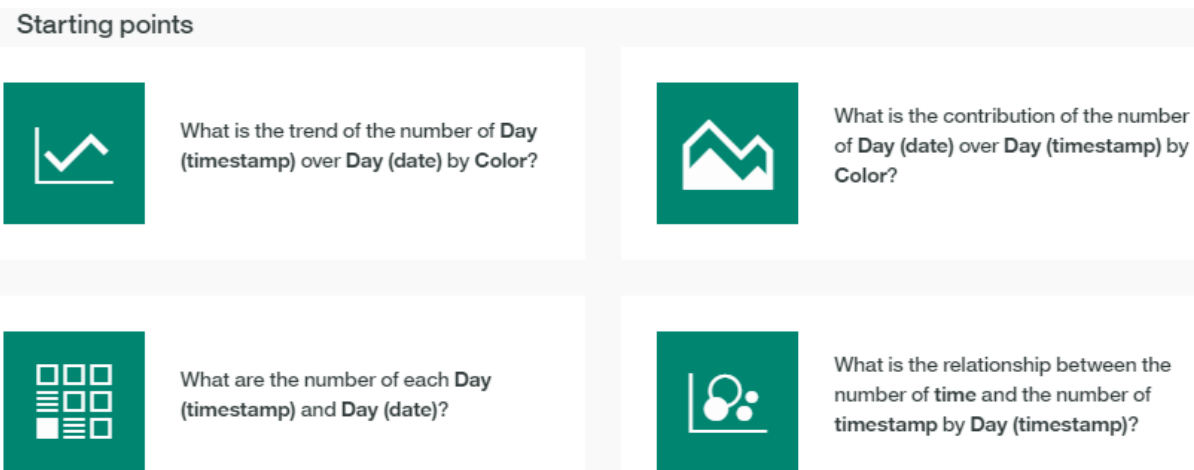 Starting points
What is the trend of the number of Day
(timestamp) over Day (date) by Color?
What is the contribution of the number
of Day (date) over Day (timestamp) by
Color?
What are the number of each Day
(timestamp) and Day (date)?
What is the relationship between the
number of time and the number of
timestamp by Day (timestamp)?